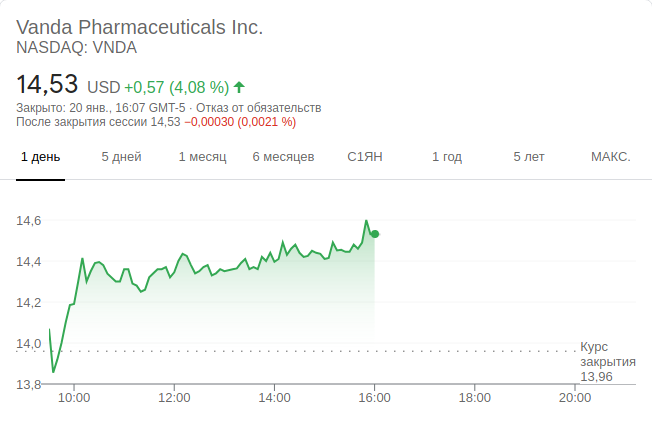 Vanda Pharmaceuticals Inc.
NASDAQ: VNDA
14,53 USD +0,57 (4,08 %)
Закрыто: 20 янв., 16:07 GMT-5 · Отказ от обязательств
После закрытия сессии 14,53 −0,00030 (0,0021 %)
1 день 5 дней 1 месяц 6 месяцев С1ЯН 1 год 5 лет МАКС.
14,6
14,4
14,2
14,0
Курс
закрытия
13,96
13,8
10:00 12:00 14:00 16:00 18:00 20:00